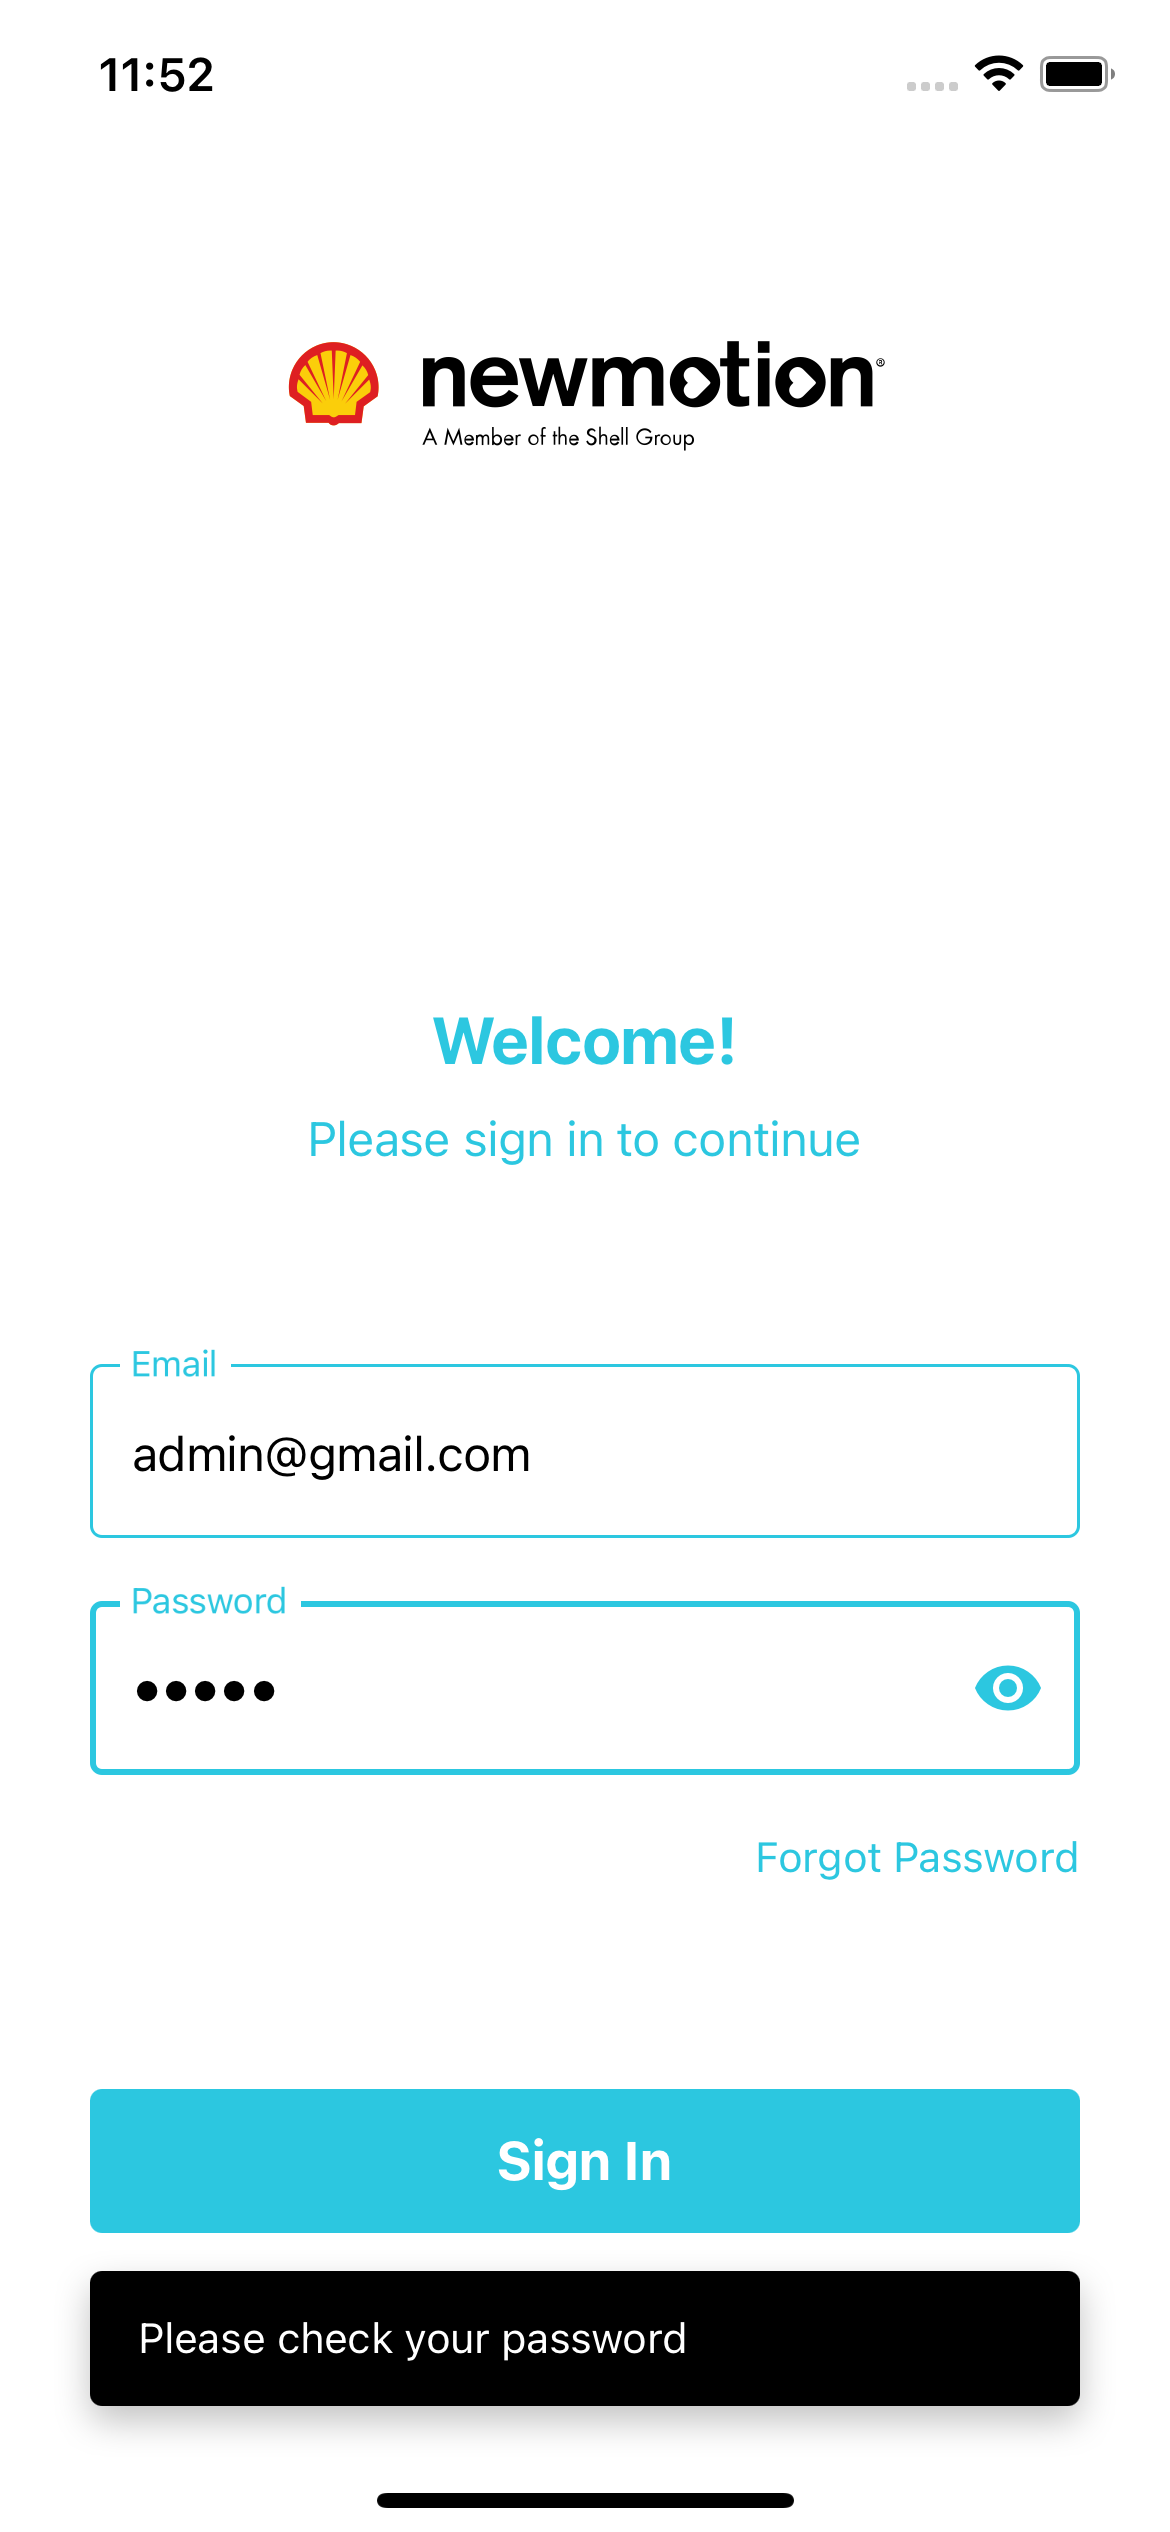 11:52
newmotion®
A Member of the Shell Group
Welcome!
Please sign in to continue
Email
admin@gmail.com
Password
•••••
Forgot Password
Sign In
Please check your password